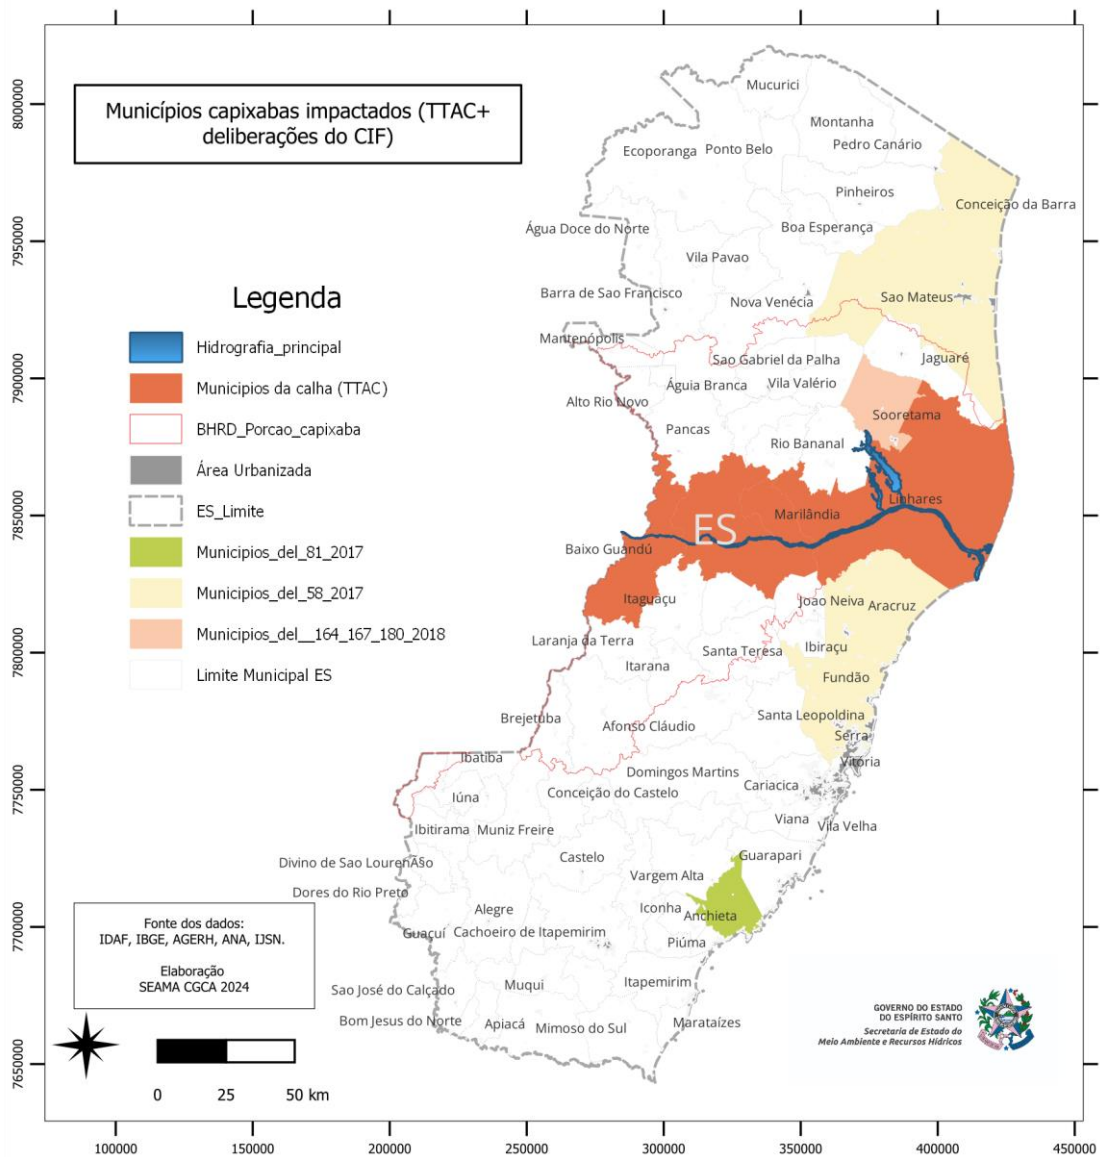 Municípios capixabas impactados (TTAC+
deliberações do CIF)
Legenda
Hidrografia_principal
Municipios da calha (TTAC)
BHRD_Porcao_capixaba
Área Urbanizada
ES_Limite
Municipios_del_81_2017
Municipios_del_58_2017
Municipios_del__164_167_180_2018
Limite Municipal ES
Mucurici
Montanha
Pedro Canário
Ecoporanga
Ponto Belo
Pinheiros
Conceição da Barra
Água Doce do Norte
Boa Esperança
Vila Pavao
Barra de Sao Francisco
Nova Venécia
Sao Mateus
Mantenópolis
Sao Gabriel da Palha
Jaguaré
Águia Branca
Vila Valério
Alto Rio Novo
Sooretama
Pancas
Rio Bananal
Linhares
Marilândia
ES
Baixo Guandú
Itaguaçu
Joao Neiva
Aracruz
Laranja da Terra
Santa Teresa
Ibiraçu
Itarana
Fundão
Brejetuba
Afonso Cláudio
Santa Leopoldina
Serra
Ibatiba
Vitória
Domingos Martins
Cariacica
Iúna
Conceição do Castelo
Ibitirama
Muniz Freire
Viana
Vila Velha
Divino de Sao LourenÃ§o
Castelo
Guarapari
Vargem Alta
Dores do Rio Preto
Alegre
Iconha
Anchieta
Guaçuí
Cachoeiro de Itapemirim
Piúma
Sao José do Calçado
Muqui
Itapemirim
Bom Jesus do Norte
Apiacá
Mimoso do Sul
Marataízes
Fonte dos dados:
IDAF, IBGE, AGERH, ANA, IJSN.
Elaboração
SEAMA CGCA 2024
0 25 50 km
GOVERNO DO ESTADO
DO ESPÍRITO SANTO
Secretaria de Estado do
Meio Ambiente e Recursos Hídricos
8000000
7950000
7900000
7850000
7800000
7750000
7700000
7650000
100000 150000 200000 250000 300000 350000 400000 450000